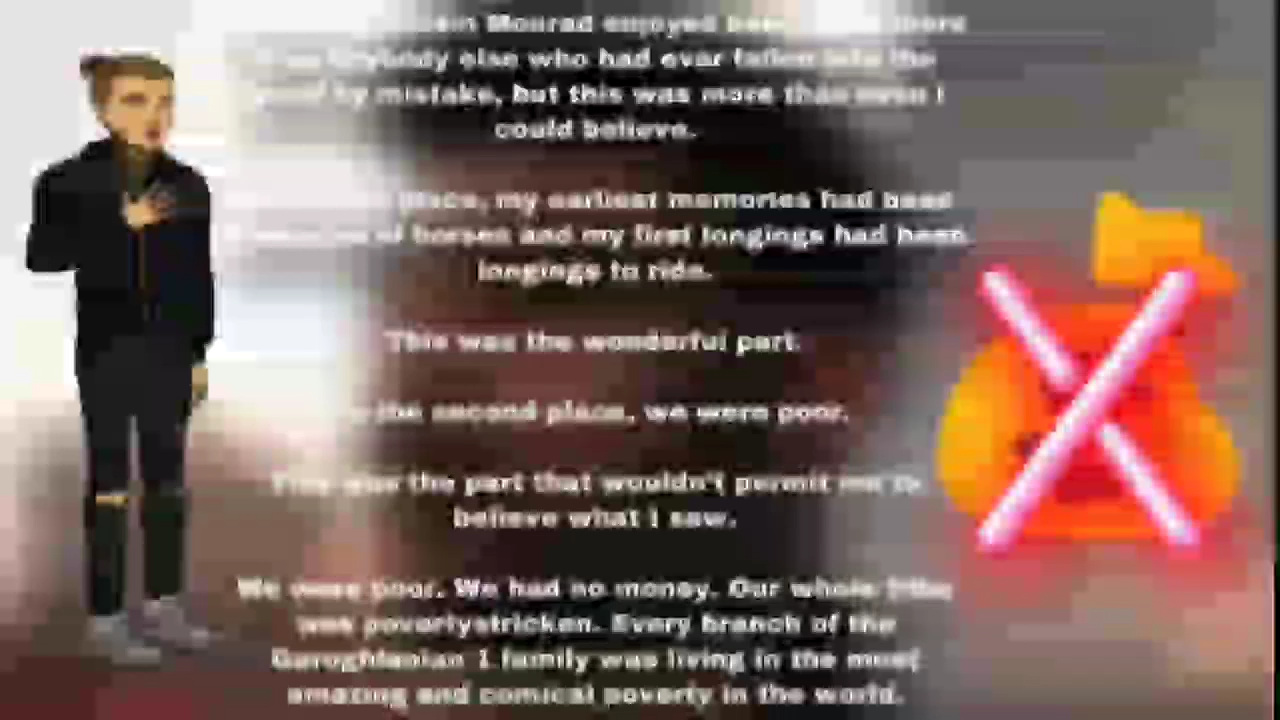 Mourad enjoyed
else who had ever fallen into the
by mistake, but this was more than even I
could believe.
place, my earliest memories had been
of horses and my first longings had been
longings to ride.
This was the wonderful part.
the second place, we were poor.
This was the part that wouldn't permit me to
believe what I saw.
We were poor. We had no money. Our whole tribe
was povertystricken. Every branch of the
Garoghlanian 1 family was living in the most
amazing and comical poverty in the world.